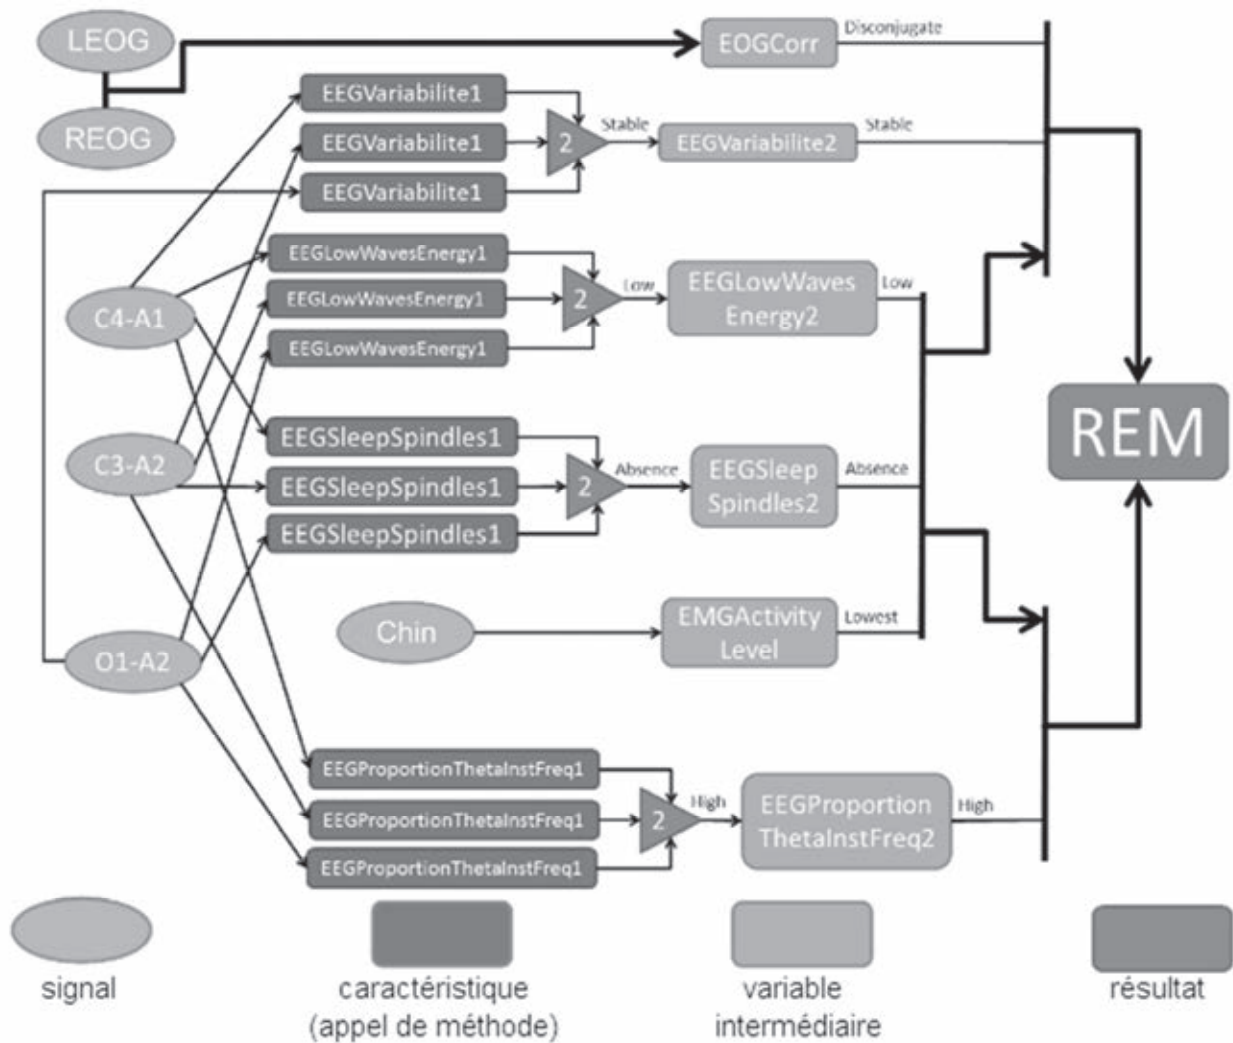 LEOG
EOGCorr
Disconjugate
REOG
EEGVariabilite1
EEGVariabilite1
EEGVariabilite1
2
Stable
EEGVariabilite2
Stable
C4-A1
EEGLowWavesEnergy1
EEGLowWavesEnergy1
EEGLowWavesEnergy1
2
Low
EEGLowWaves
Energy2
Low
REM
C3-A2
EEGSleepSpindles1
EEGSleepSpindles1
EEGSleepSpindles1
2
Absence
EEGSleep
Spindles2
Absence
O1-A2
Chin
EMGActivity
Level
Lowest
EEGProportionThetaInstFreq1
EEGProportionThetaInstFreq1
EEGProportionThetaInstFreq1
2
High
EEGProportion
ThetaInstFreq2
High
signal
caractéristique
(appel de méthode)
variable
intermédiaire
résultat